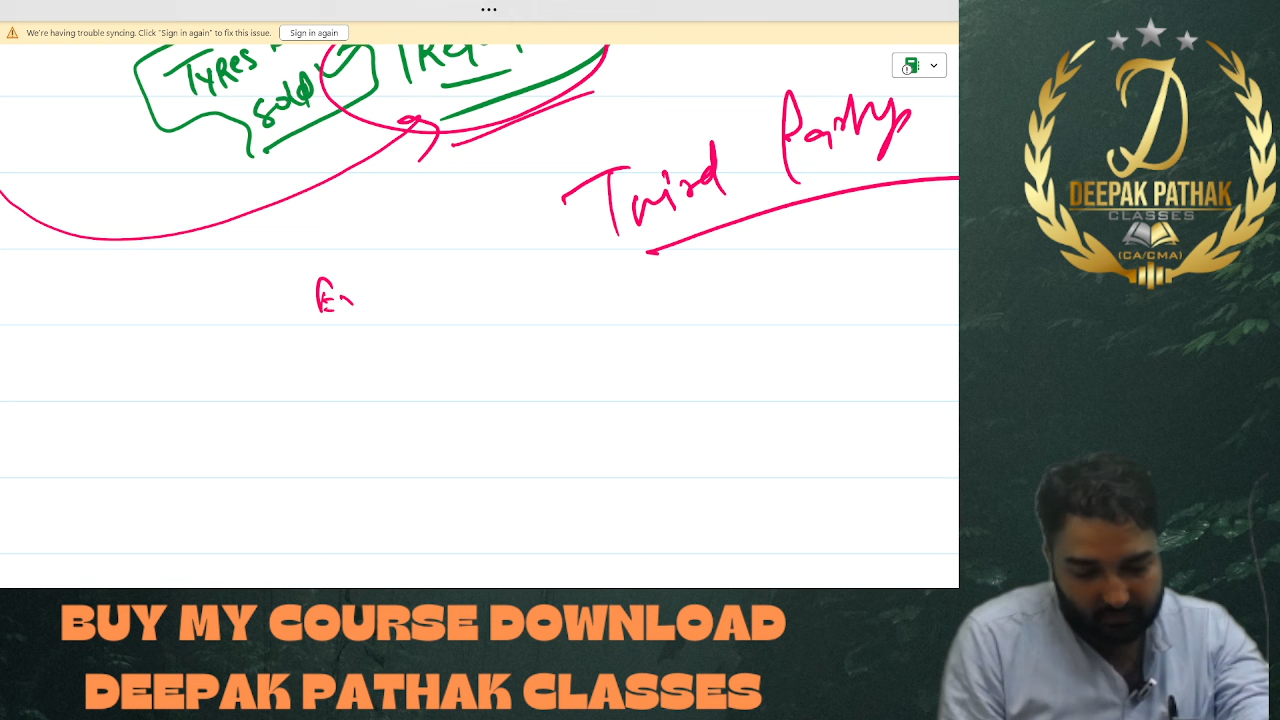 We're having trouble syncing. Click "Sign in again" to fix this issue. Sign in again
Types
sold
Third Party
D
DEEPAK PATHAK
CLASSES
(CA/CMA)
BUY MY COURSE DOWNLOAD
DEEPAK PATHAK CLASSES